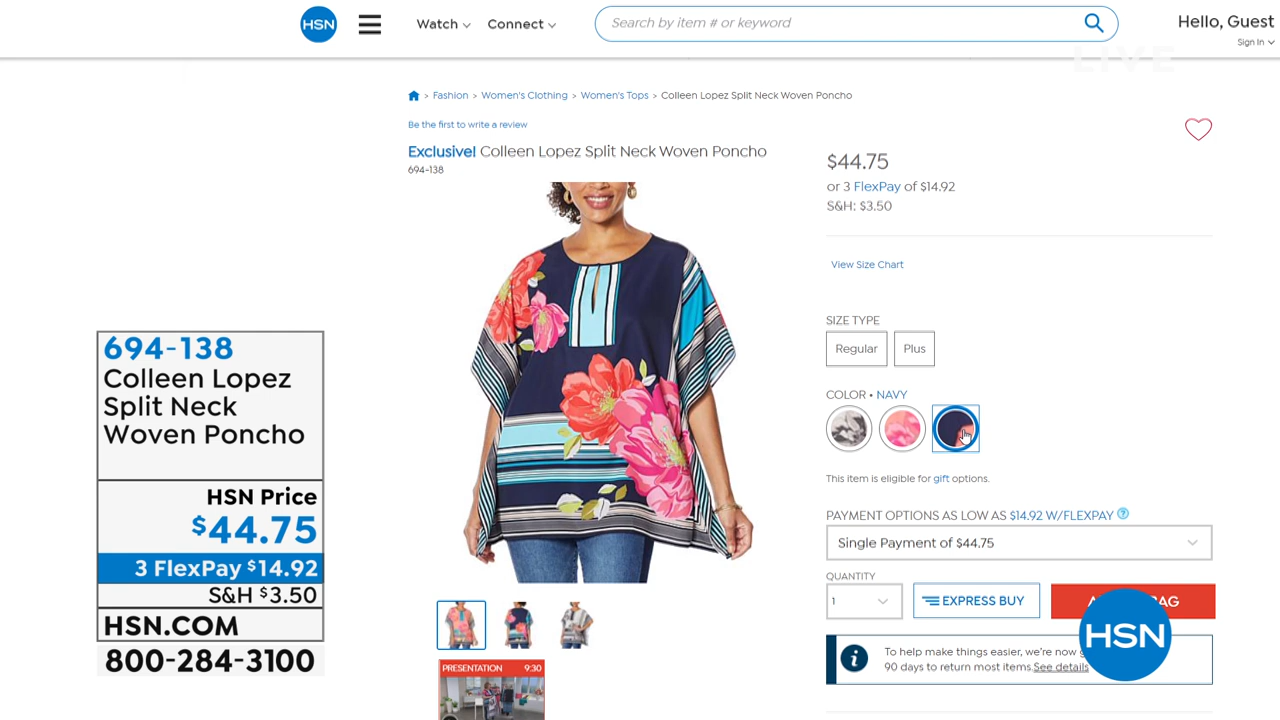 HSN
Watch
Connect
Search by item # or keyword
Hello, Guest
Sign In
LIVE
> Fashion > Women's Clothing > Women's Tops > Colleen Lopez Split Neck Woven Poncho
Be the first to write a review
Exclusive! Colleen Lopez Split Neck Woven Poncho
694-138
$44.75
or 3 FlexPay of $14.92
S&H: $3.50
View Size Chart
SIZE TYPE
Regular
Plus
COLOR • NAVY
This item is eligible for gift options.
PAYMENT OPTIONS AS LOW AS $14.92 W/FLEXPAY ?
Single Payment of $44.75
QUANTITY
1
EXPRESS BUY
HSN
To help make things easier, we're now
90 days to return most items.See details
PRESENTATION 9:30
694-138
Colleen Lopez
Split Neck
Woven Poncho
HSN Price
$44.75
3 FlexPay $14.92
S&H $3.50
HSN.COM
800-284-3100